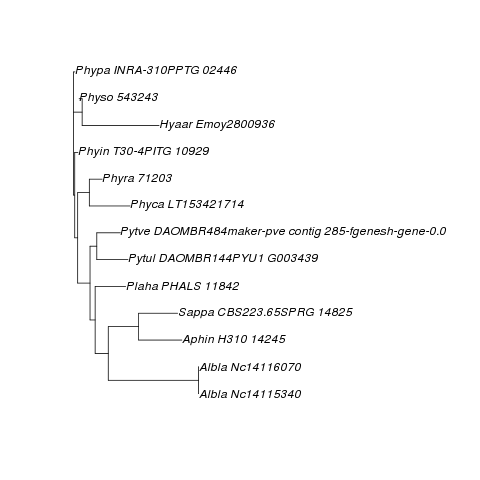 Phypa INRA-310PPTG 02446
Physo 543243
Hyaar Emoy2800936
Phyin T30-4PITG 10929
Phyra 71203
Phyca LT153421714
Pytve DAOMBR484maker-pve contig 285-fgenesh-gene-0.0
Pytul DAOMBR144PYU1 G003439
Plaha PHALS 11842
Sappa CBS223.65SPRG 14825
Aphin H310 14245
Albla Nc14116070
Albla Nc14115340